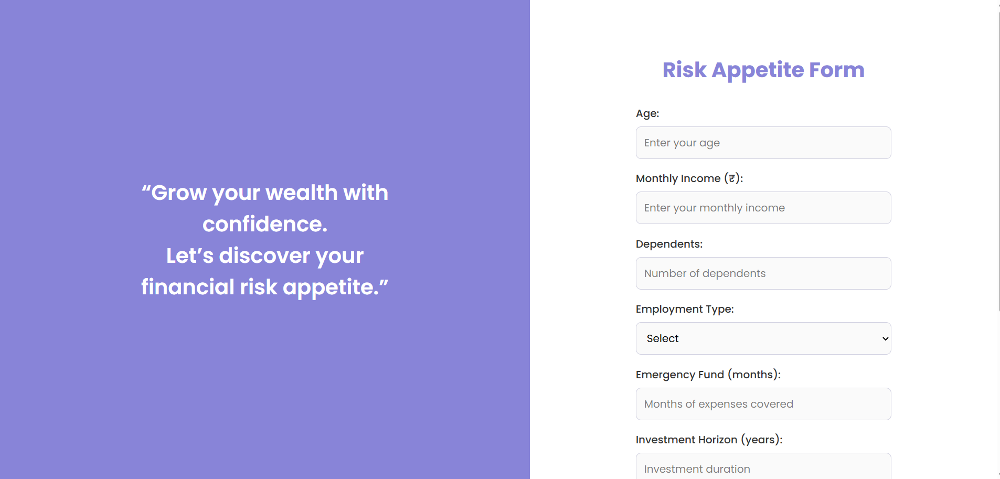 “Grow your wealth with
confidence.
Let’s discover your
financial risk appetite.”
Risk Appetite Form
Age:
Enter your age
Monthly Income (₹):
Enter your monthly income
Dependents:
Number of dependents
Employment Type:
Select
Emergency Fund (months):
Months of expenses covered
Investment Horizon (years):
Investment duration